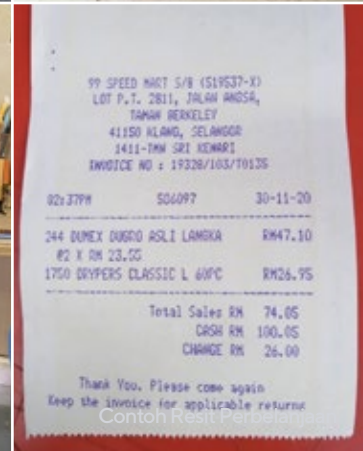 99 SPEED MART S/B (519537-X)
LOT P.T. 2811, JALAN ANGSA,
TAMAN BERKELEY
41150 KLANG, SELANGOR
1411-TMN SRI KENARI
INVOICE NO : 19328/103/T0135
02:37PM 506097 30-11-20
244 DUMEX DUGRO ASLI LANGKA RM47.10
@2 X RM 23.55
1750 DRYPERS CLASSIC L 60PC RM26.95
Total Sales RM 74.05
CASH RM 100.05
CHANGE RM 26.00
Thank You. Please come again
Keep the invoice for applicable returns
Contoh Resit